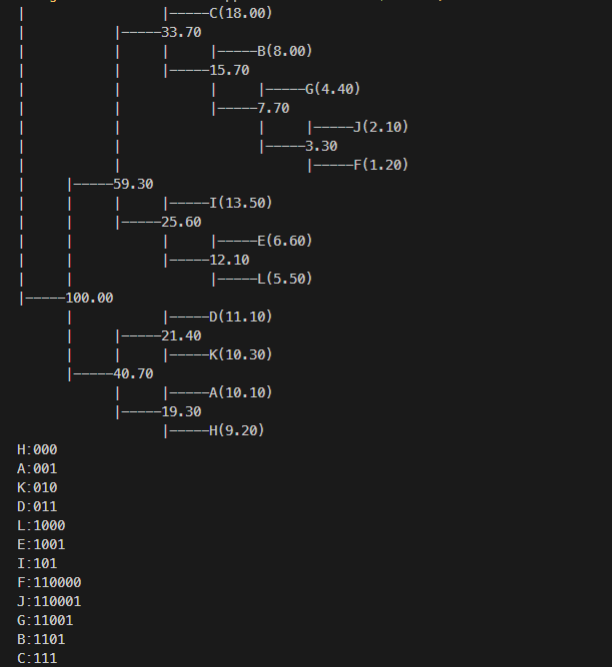 |                 |-----C(18.00)
|           |-----33.70
|           |     |     |-----B(8.00)
|           |     |-----15.70
|           |           |     |-----G(4.40)
|           |           |-----7.70
|           |                 |     |-----J(2.10)
|           |                 |-----3.30
|           |                       |-----F(1.20)
|     |-----59.30
|     |     |     |-----I(13.50)
|     |     |-----25.60
|     |           |     |-----E(6.60)
|     |           |-----12.10
|     |                 |-----L(5.50)
|-----100.00
      |           |-----D(11.10)
      |     |-----21.40
      |     |     |-----K(10.30)
      |-----40.70
            |     |-----A(10.10)
            |-----19.30
                  |-----H(9.20)
H:000
A:001
K:010
D:011
L:1000
E:1001
I:101
F:110000
J:110001
G:11001
B:1101
C:111